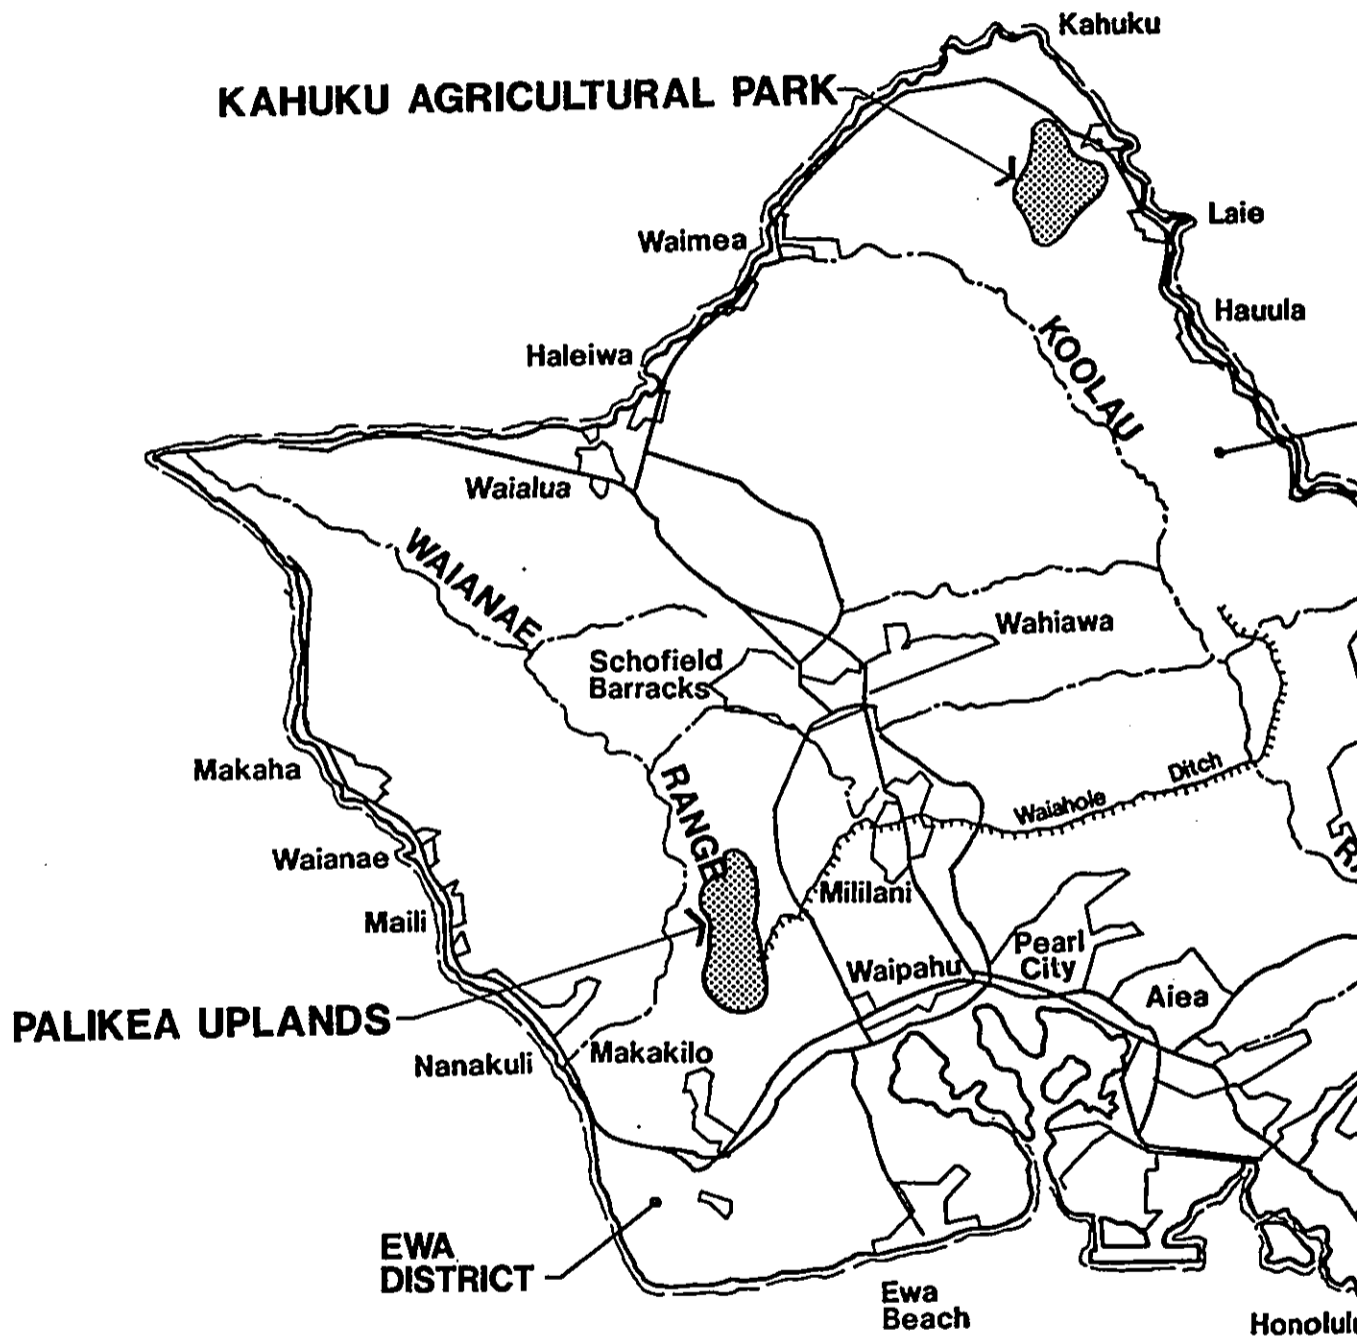 Kahuku
KAHUKU AGRICULTURAL PARK
Laie
Waimea
Hauula
KOOLAU
Haleiwa
Waialua
WAIANAE
Wahiawa
Schofield
Barracks
Makaha
RANGE
Ditch
Waiahole
Waianae
Mililani
Maili
Pearl
City
Waipahu
Aiea
PALIKEA UPLANDS
Makakilo
Nanakuli
EWA
DISTRICT
Ewa
Beach